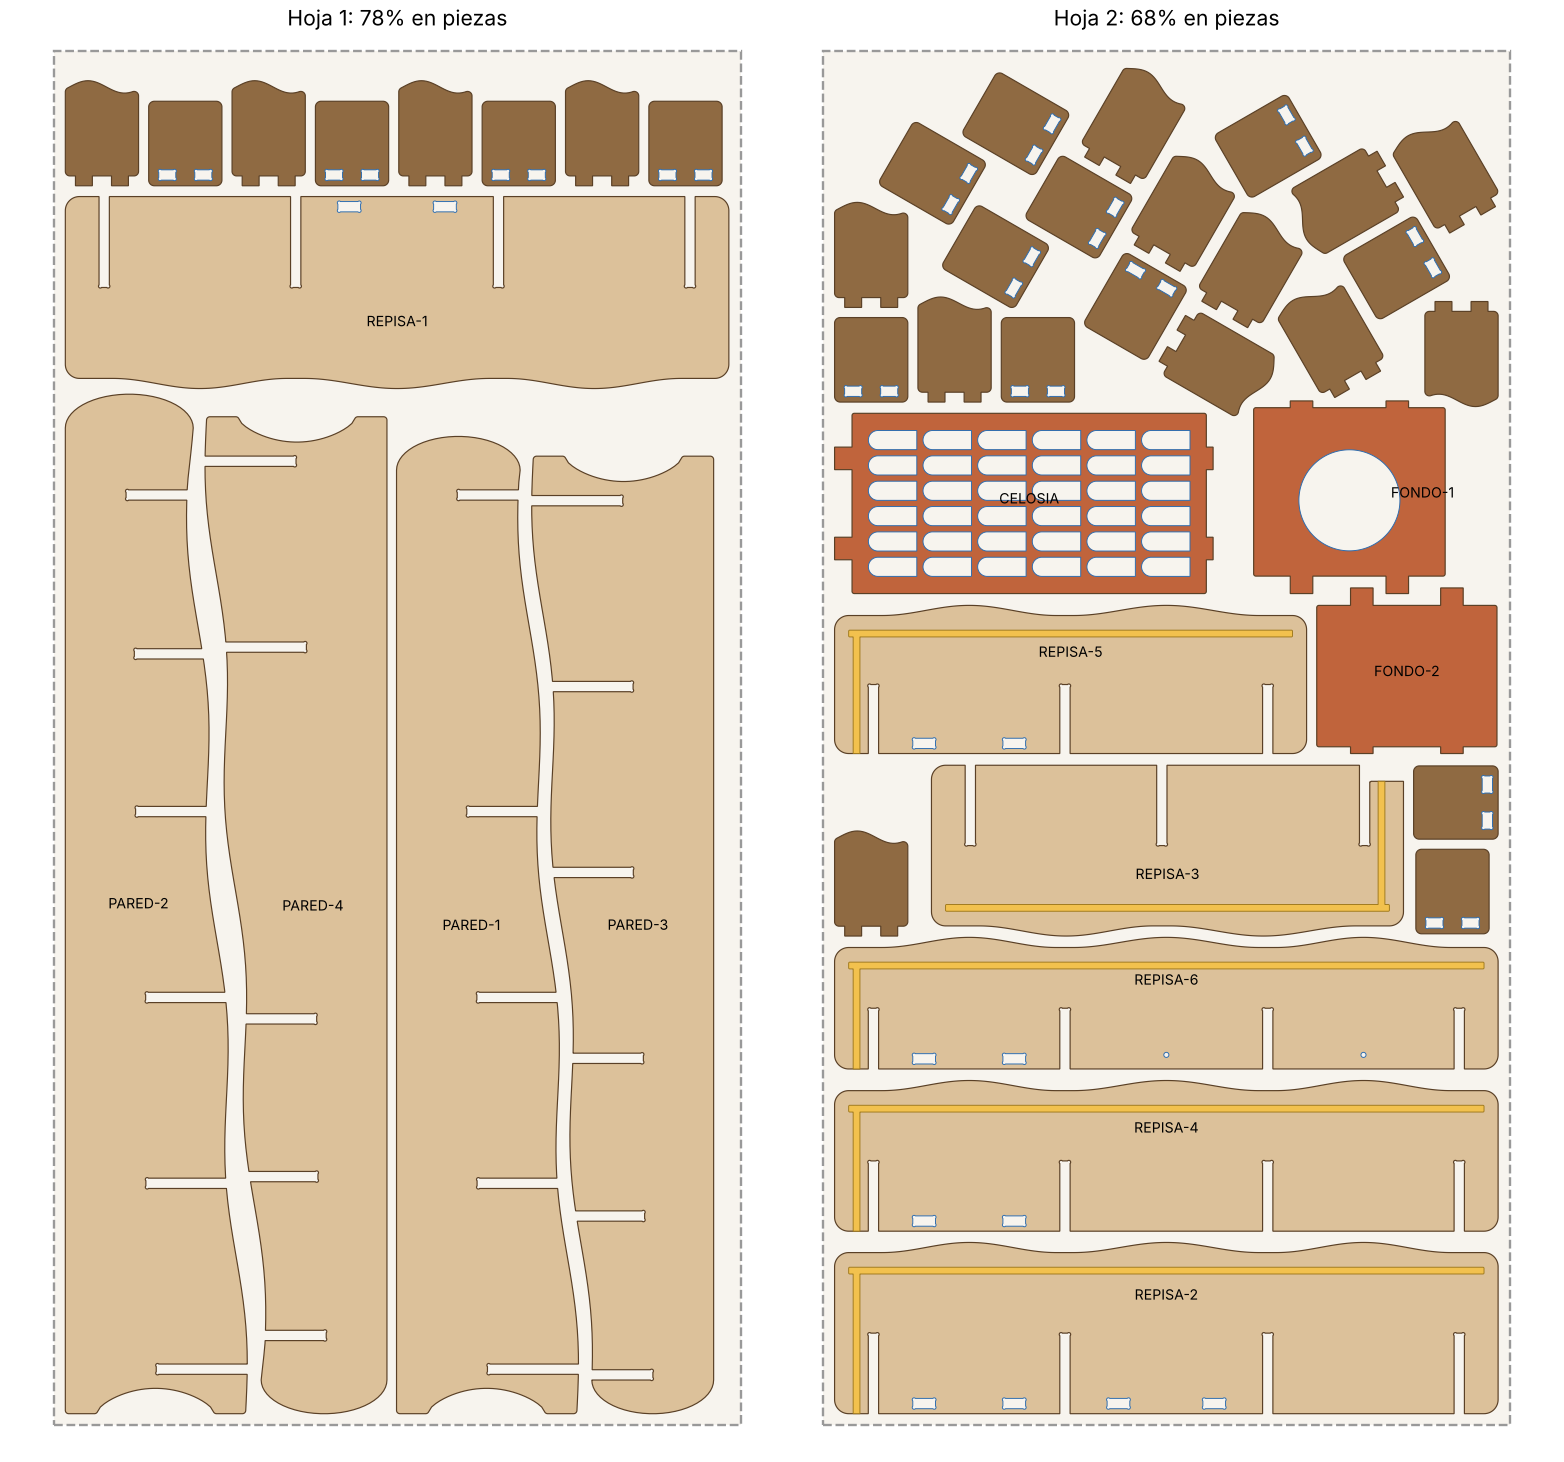 Hoja 1: 78% en piezas
REPISA-1
PARED-2
PARED-4
PARED-1
PARED-3
Hoja 2: 68% en piezas
CELOSIA
FONDO-1
REPISA-5
FONDO-2
REPISA-3
REPISA-6
REPISA-4
REPISA-2